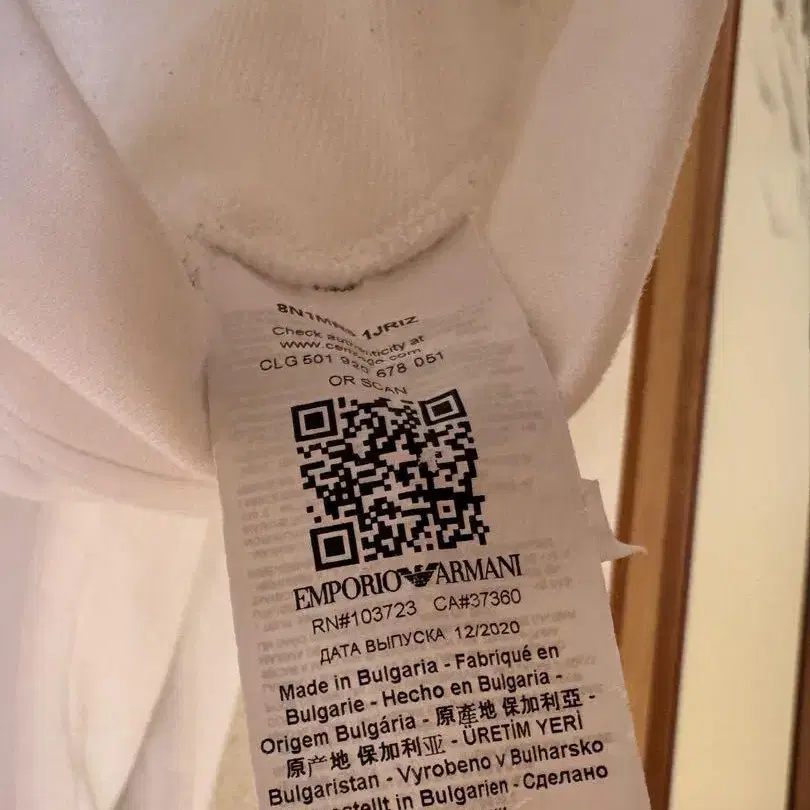 1JRIZ
Check authenticity at
CLG 501 920 678 051
OR SCAN
EMPORIO ARMANI
RN#103723 CA#37360
ДАТА ВЫПУСКА 12/2020
Made in Bulgaria - Fabriqué en
Bulgarie - Hecho en Bulgaria -
Origem Bulgária - 原產地 保加利亞 -
原产地 保加利亚 - ÜRETİM YERİ
Bulgaristan - Vyrobeno v Bulharsko
in Bulgarien - Сделано